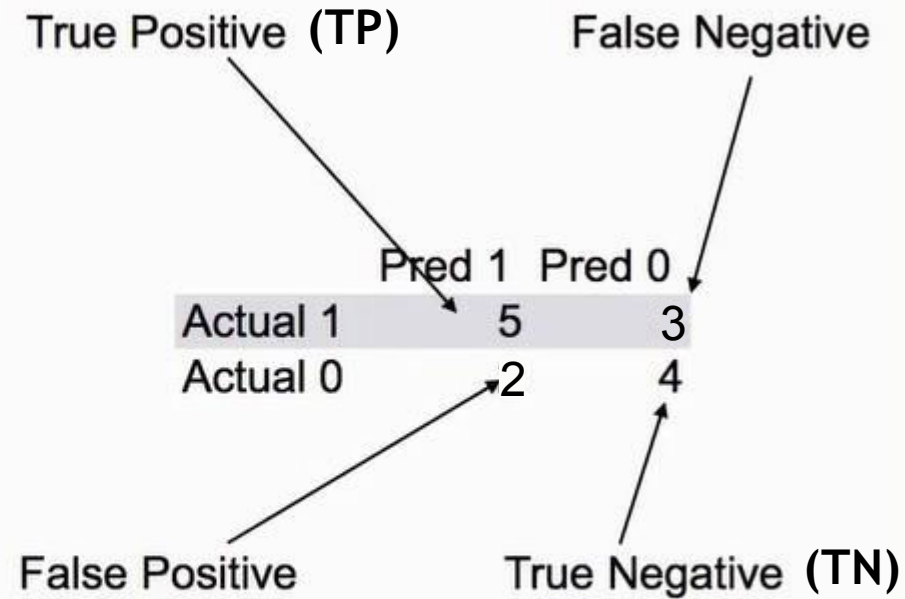 True Positive (TP) False Negative
Pred 1 Pred 0
Actual 1 5 3
Actual 0 2 4
False Positive True Negative (TN)